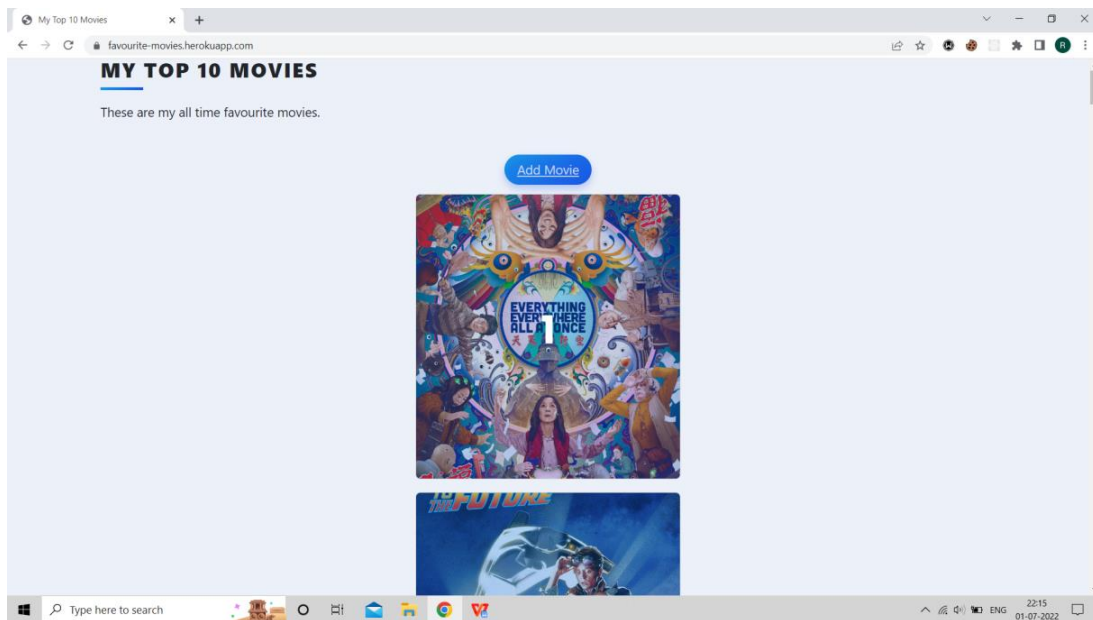 My Top 10 Movies
favourite-movies.herokuapp.com
R
MY TOP 10 MOVIES
These are my all time favourite movies.
Add Movie
EVERYTHING
EVERYWHERE
ALL AT ONCE
1
TO
THE FUTURE
Type here to search
ENG
22:15
01-07-2022